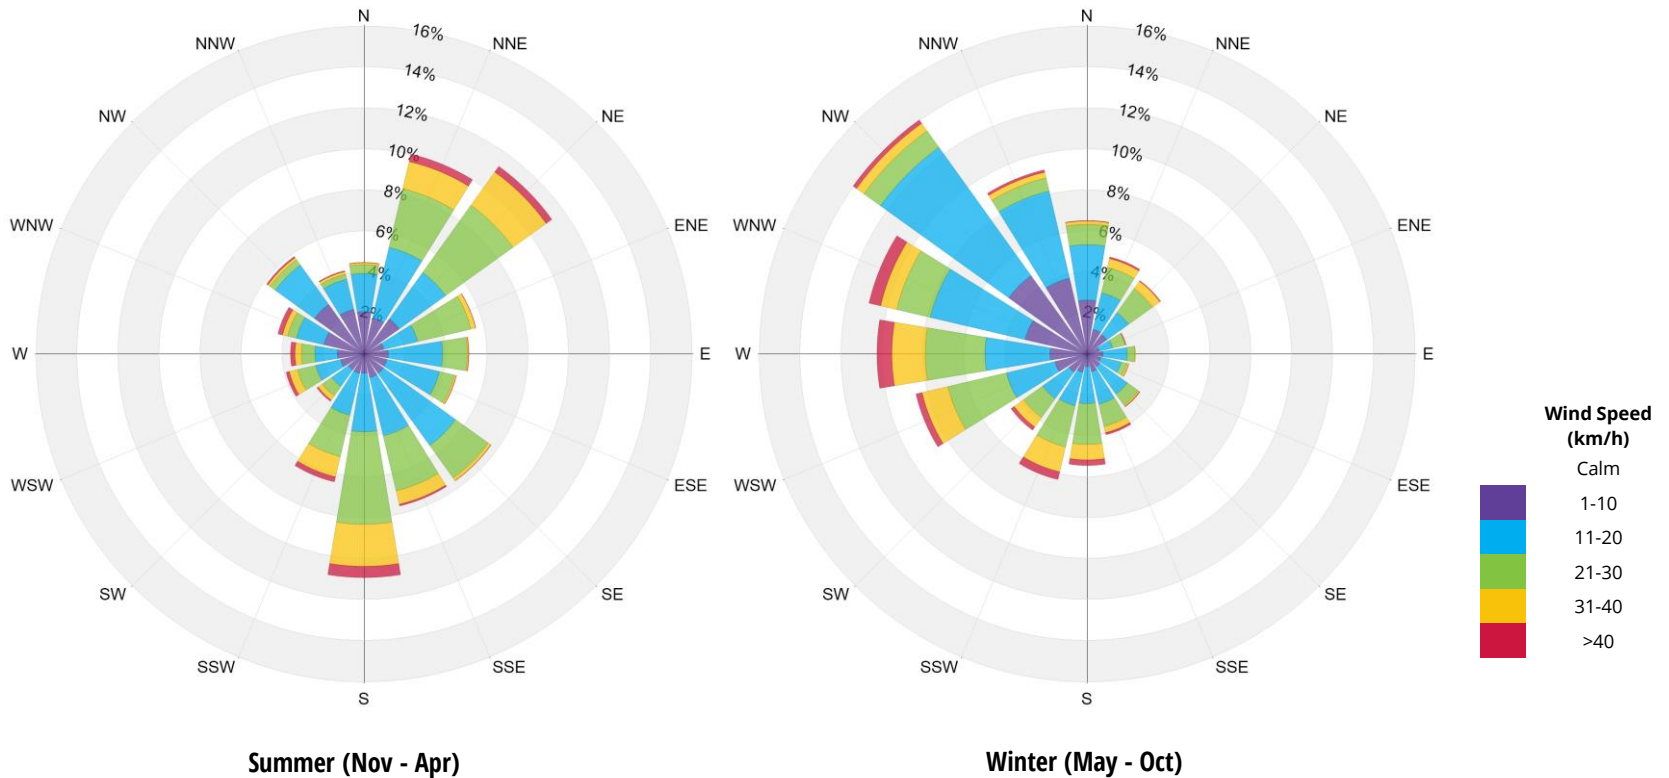 N
NNE
NE
ENE
E
ESE
SE
SSE
S
SSW
SW
WSW
W
WNW
NW
NNW
16%
14%
12%
10%
8%
6%
4%
2%
Summer (Nov - Apr)
N
NNE
NE
ENE
E
ESE
SE
SSE
S
SSW
SW
WSW
W
WNW
NW
NNW
16%
14%
12%
10%
8%
6%
4%
2%
Winter (May - Oct)
Wind Speed
(km/h)
Calm
1-10
11-20
21-30
31-40
>40